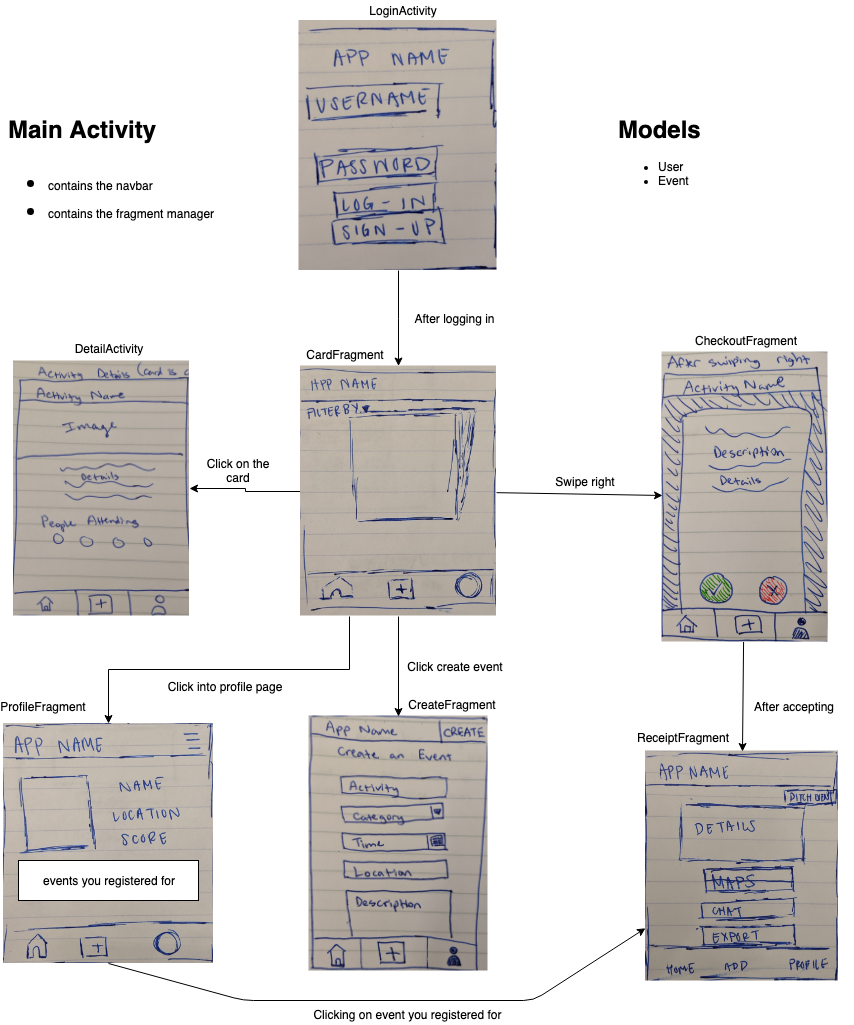 LoginActivity
APP NAME
USERNAME
PASSWORD
LOG-IN
SIGN-UP
Main Activity
contains the navbar
contains the fragment manager
Models
User
Event
After logging in
DetailActivity
Activity Details (card is c
Activity Name
Image
Details
People Attending
Click on the
card
CardFragment
APP NAME
FILTER BY
Swipe right
CheckoutFragment
After swiping right
Activity Name
Description
Details
Click into profile page
Click create event
After accepting
ProfileFragment
APP NAME
NAME
LOCATION
SCORE
events you registered for
CreateFragment
App Name
CREATE
Create an Event
Activity
Category
Time
Location
Description
ReceiptFragment
APP NAME
DITCH EVENT
DETAILS
MAPS
CHAT
EXPORT
HOME
ADD
PROFILE
Clicking on event you registered for